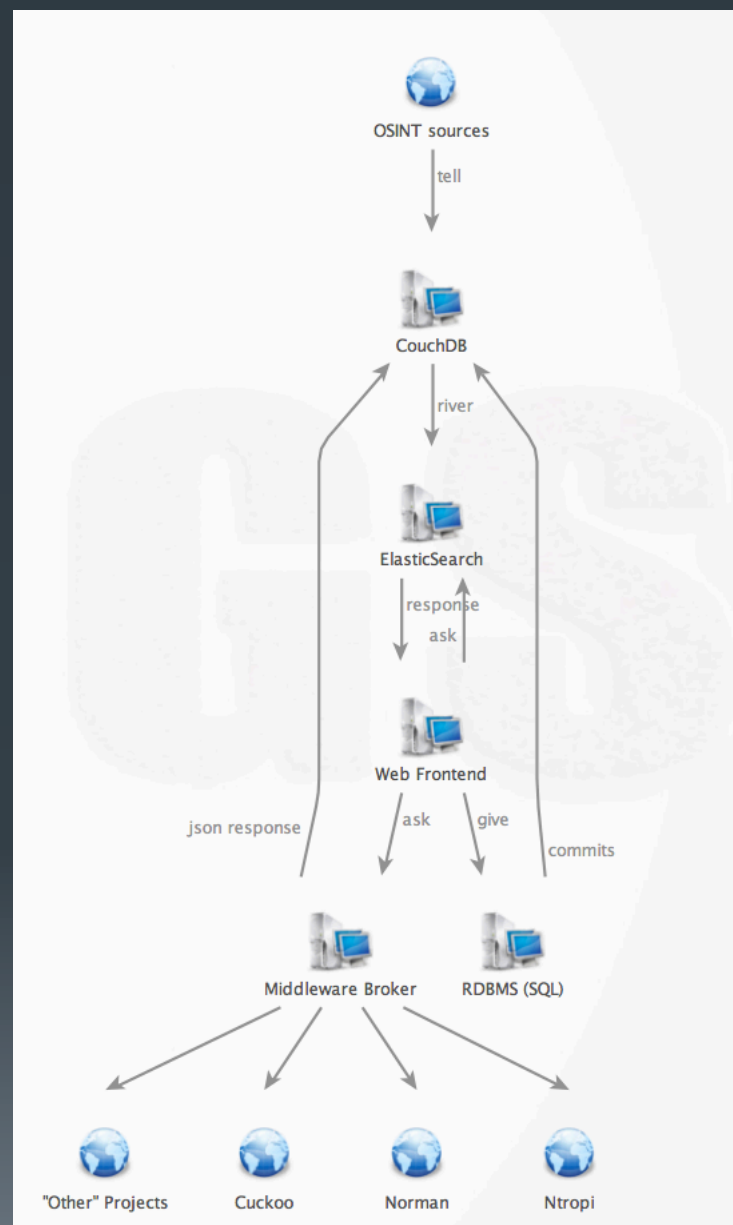 OSINT sources
tell
CouchDB
river
ElasticSearch
response
ask
Web Frontend
json response
ask
give
commits
Middleware Broker
RDBMS (SQL)
"Other" Projects
Cuckoo
Norman
Ntropi
GS